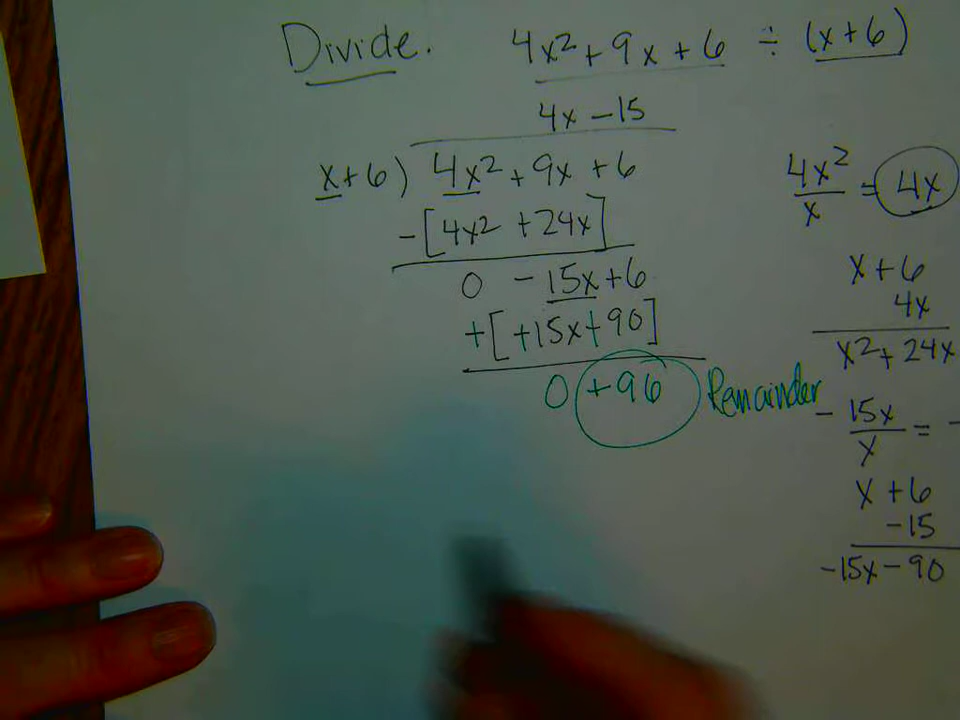 Divide. 4x² + 9x + 6 ÷ (x + 6)
4x − 15
x + 6 ) 4x² + 9x + 6
− [4x² + 24x]
0 − 15x + 6
+ [+15x + 90]
0 + 96 Remainder
4x² / x = 4x
x + 6
4x
x² + 24x
−15x / x = −
x + 6
−15
−15x − 90